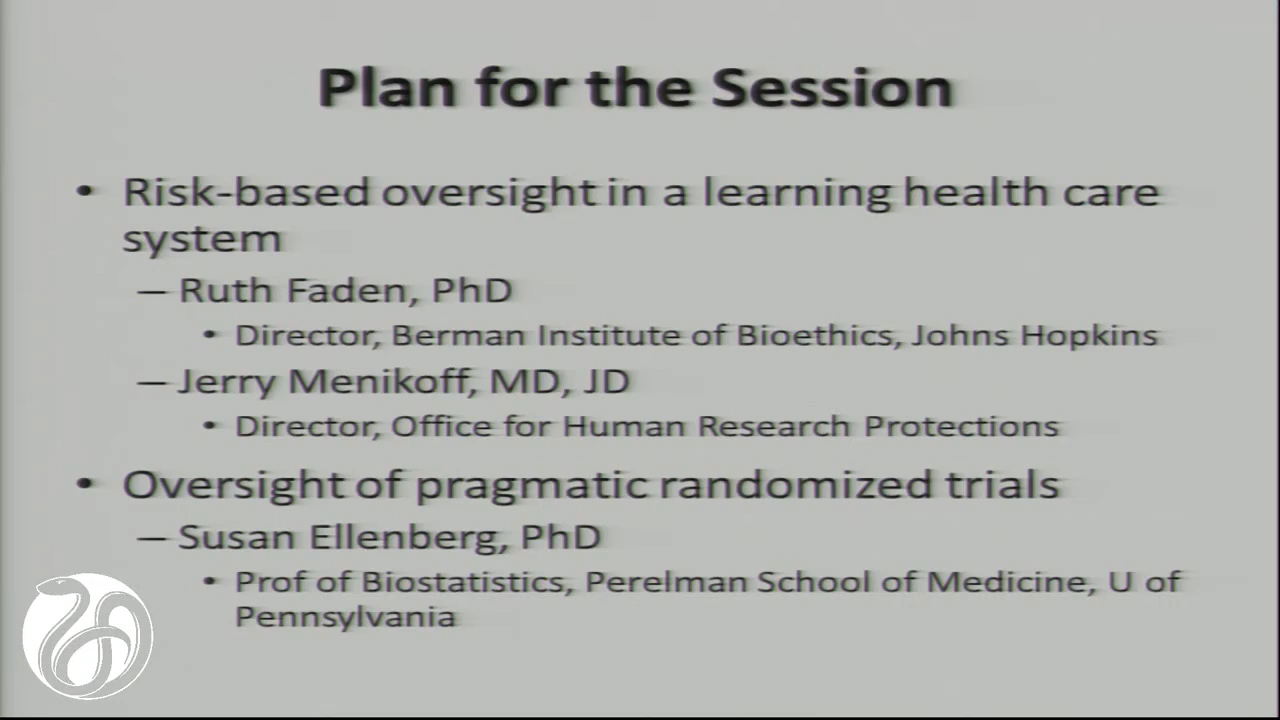 Plan for the Session
• Risk-based oversight in a learning health care
system
– Ruth Faden, PhD
• Director, Berman Institute of Bioethics, Johns Hopkins
– Jerry Menikoff, MD, JD
• Director, Office for Human Research Protections
• Oversight of pragmatic randomized trials
– Susan Ellenberg, PhD
• Prof of Biostatistics, Perelman School of Medicine, U of
Pennsylvania